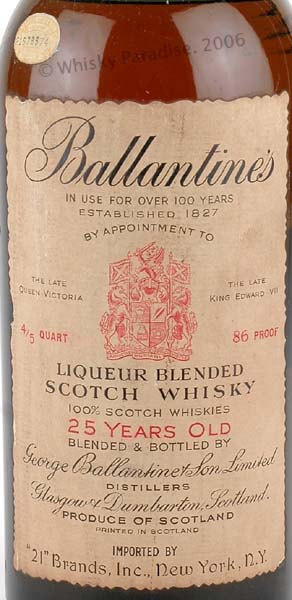 © Whisky Paradise. 2006
Ballantine's
IN USE FOR OVER 100 YEARS
ESTABLISHED 1827
BY APPOINTMENT TO
THE LATE
QUEEN VICTORIA
THE LATE
KING EDWARD VII
4/5 QUART
86 PROOF
LIQUEUR BLENDED
SCOTCH WHISKY
100% SCOTCH WHISKIES
25 YEARS OLD
BLENDED & BOTTLED BY
George Ballantine & Son Limited
DISTILLERS
Glasgow & Dumbarton, Scotland.
PRODUCE OF SCOTLAND
PRINTED IN SCOTLAND
IMPORTED BY
"21" Brands, Inc., New York, N.Y.